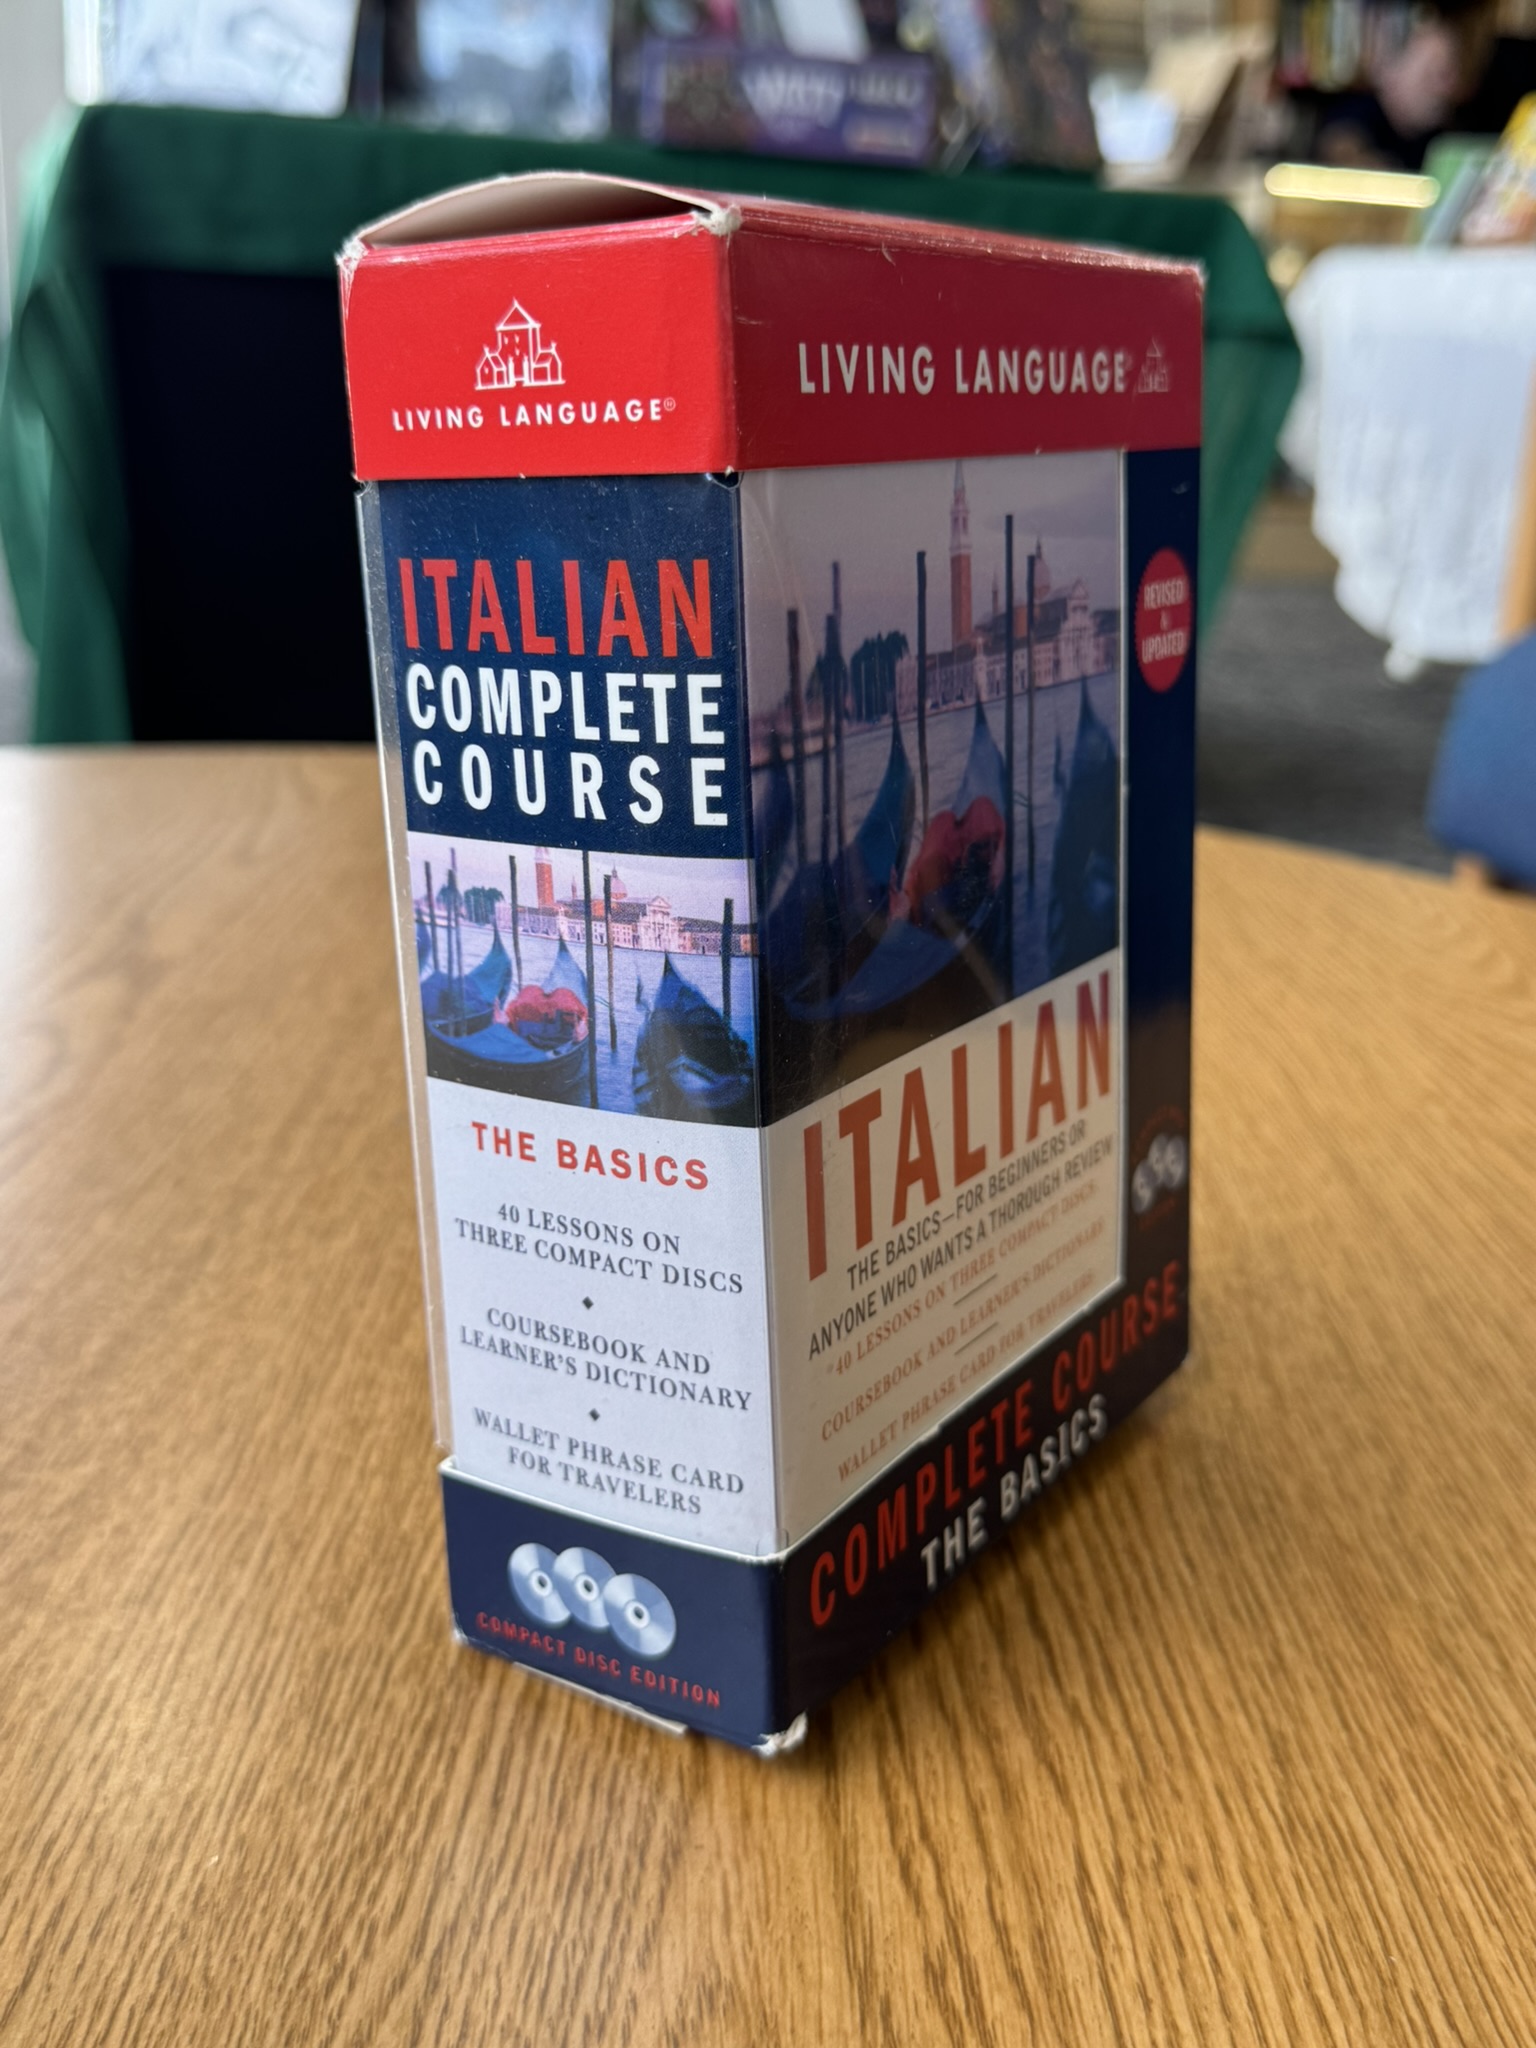 LIVING LANGUAGE®
ITALIAN
COMPLETE
COURSE
THE BASICS
40 LESSONS ON
THREE COMPACT DISCS
COURSEBOOK AND
LEARNER'S DICTIONARY
WALLET PHRASE CARD
FOR TRAVELERS
COMPACT DISC EDITION
LIVING LANGUAGE®
REVISED
&
UPDATED
ITALIAN
THE BASICS—FOR BEGINNERS OR
ANYONE WHO WANTS A THOROUGH REVIEW
40 LESSONS ON THREE COMPACT DISCS
COURSEBOOK AND LEARNER'S DICTIONARY
WALLET PHRASE CARD FOR TRAVELERS
COMPLETE COURSE
THE BASICS